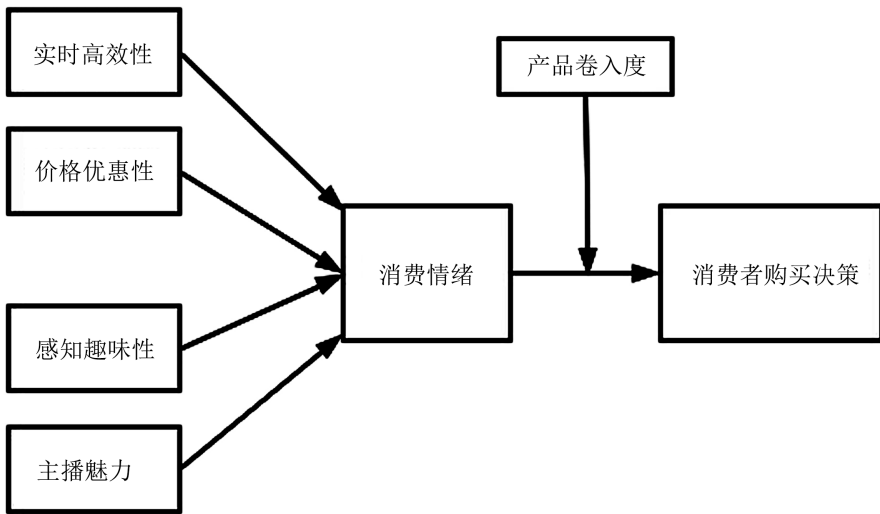 实时高效性
产品卷入度
价格优惠性
消费情绪
消费者购买决策
感知趣味性
主播魅力